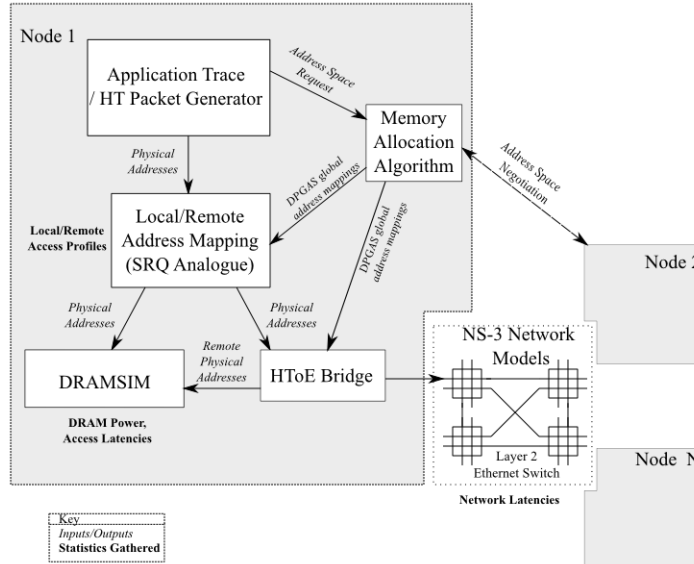 Node 1
Application Trace
/ HT Packet Generator
Address Space
Request
Memory
Allocation
Algorithm
Physical
Addresses
DPGAS global
address mappings
Address Space
Negotiation
Local/Remote
Access Profiles
Local/Remote
Address Mapping
(SRQ Analogue)
DPGAS global
address mappings
Node 2
Physical
Addresses
Physical
Addresses
Remote
Physical
Addresses
NS-3 Network
Models
DRAMSIM
HToE Bridge
DRAM Power,
Access Latencies
Layer 2
Ethernet Switch
Network Latencies
Node N
Key
Inputs/Outputs
Statistics Gathered